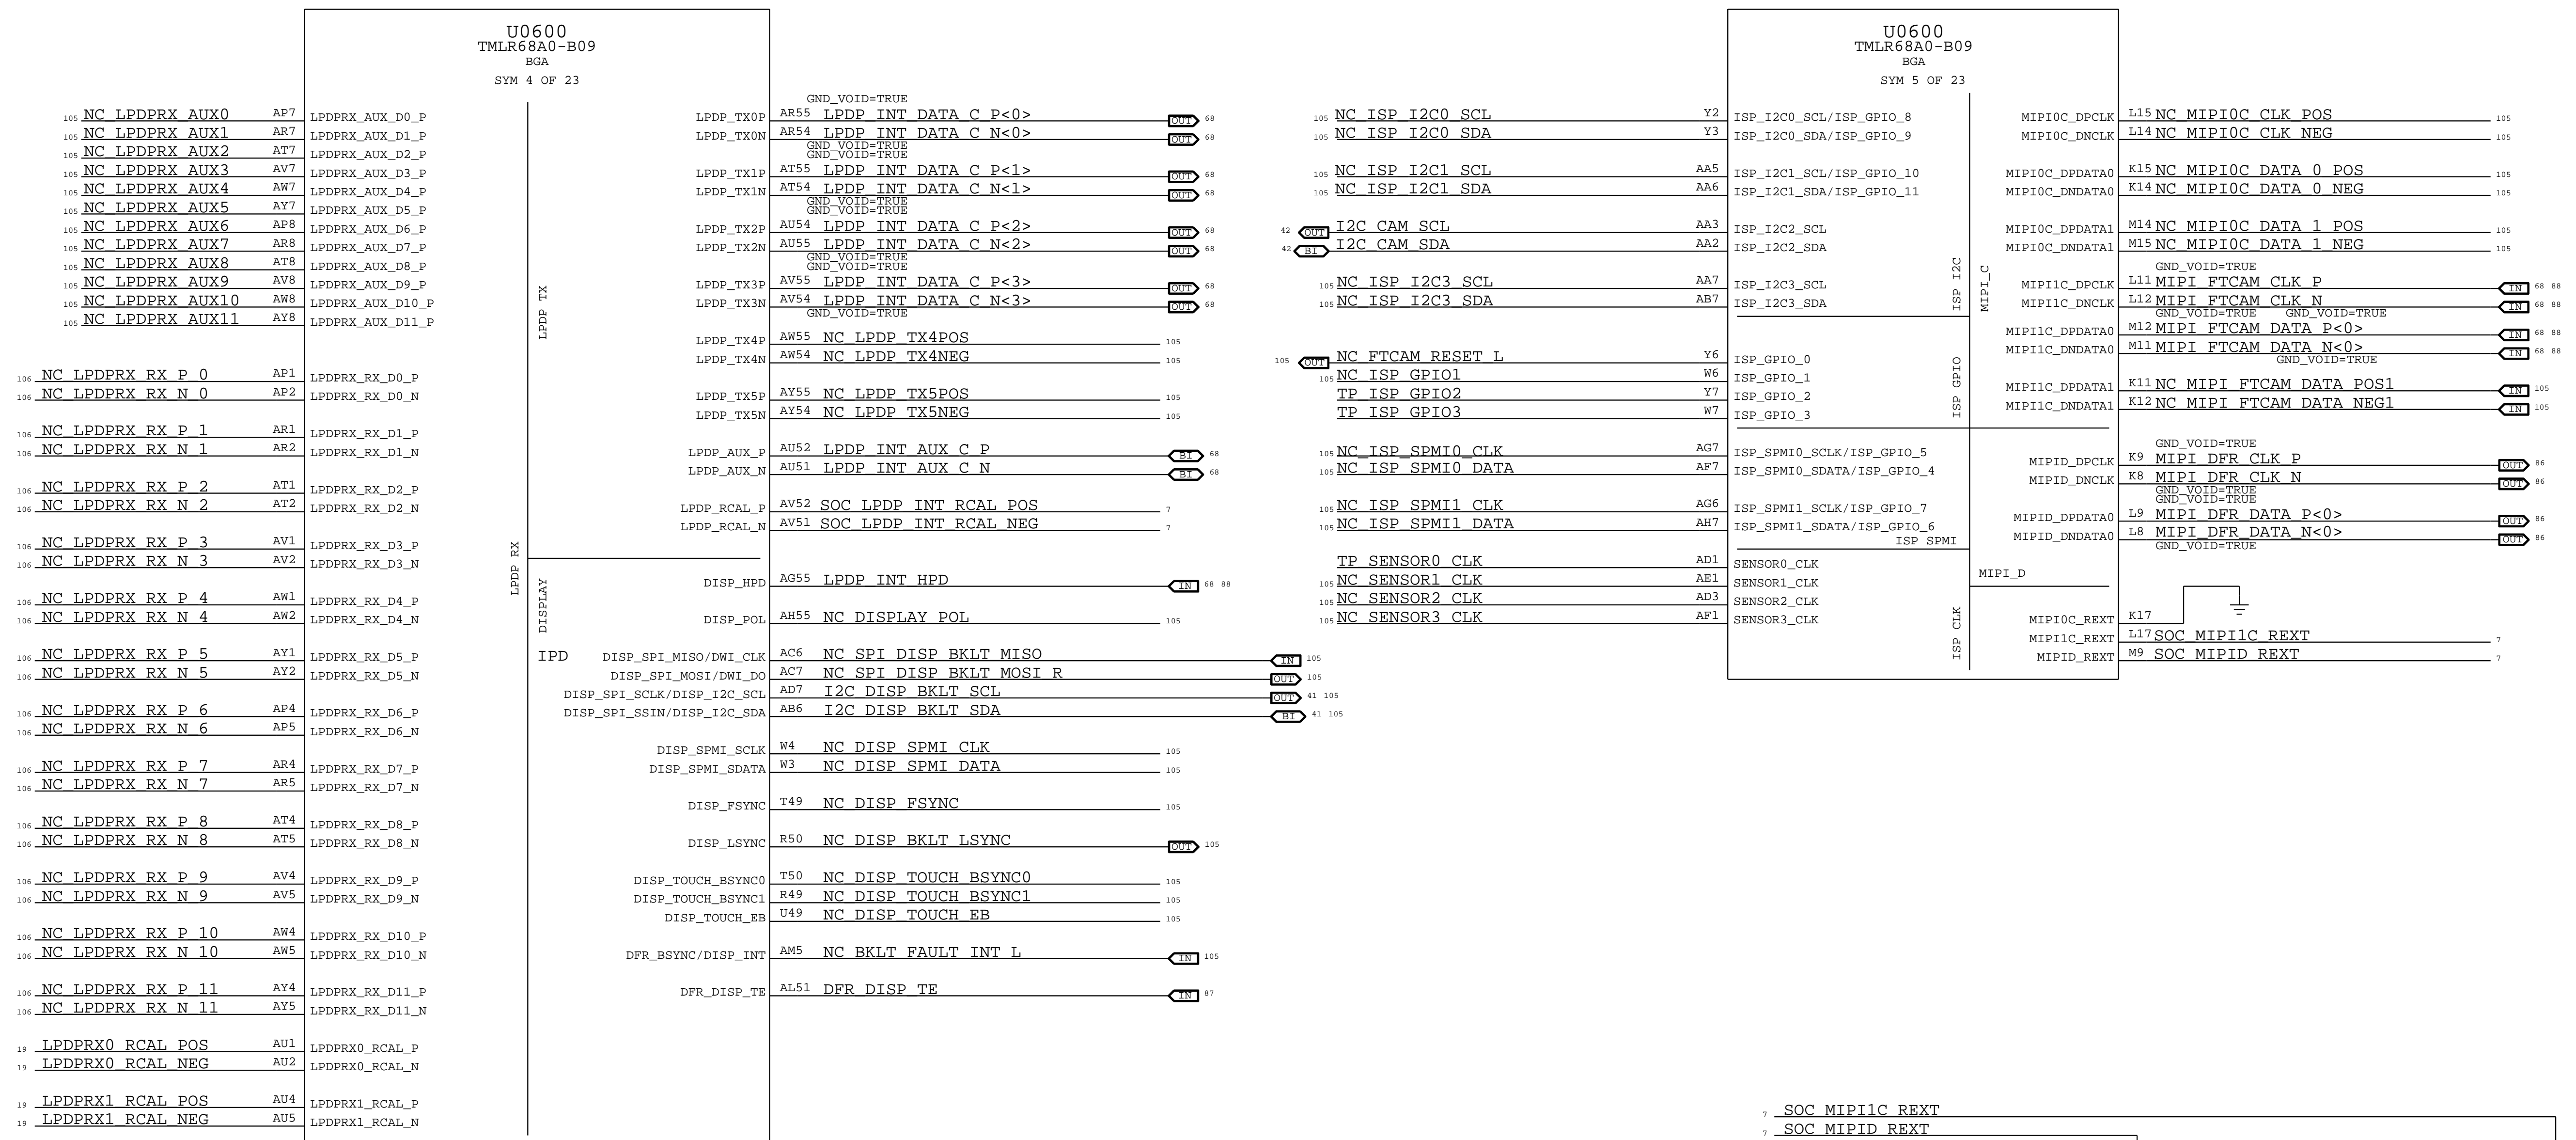 U0600
TMLR68A0-B09
BGA
SYM 4 OF 23
105 NC_LPDPRX_AUX0 AP7 LPDPRX_AUX_D0_P
105 NC_LPDPRX_AUX1 AR7 LPDPRX_AUX_D1_P
105 NC_LPDPRX_AUX2 AT7 LPDPRX_AUX_D2_P
105 NC_LPDPRX_AUX3 AV7 LPDPRX_AUX_D3_P
105 NC_LPDPRX_AUX4 AW7 LPDPRX_AUX_D4_P
105 NC_LPDPRX_AUX5 AY7 LPDPRX_AUX_D5_P
105 NC_LPDPRX_AUX6 AP8 LPDPRX_AUX_D6_P
105 NC_LPDPRX_AUX7 AR8 LPDPRX_AUX_D7_P
105 NC_LPDPRX_AUX8 AT8 LPDPRX_AUX_D8_P
105 NC_LPDPRX_AUX9 AV8 LPDPRX_AUX_D9_P
105 NC_LPDPRX_AUX10 AW8 LPDPRX_AUX_D10_P
105 NC_LPDPRX_AUX11 AY8 LPDPRX_AUX_D11_P
106 NC_LPDPRX_RX_P_0 AP1 LPDPRX_RX_D0_P
106 NC_LPDPRX_RX_N_0 AP2 LPDPRX_RX_D0_N
106 NC_LPDPRX_RX_P_1 AR1 LPDPRX_RX_D1_P
106 NC_LPDPRX_RX_N_1 AR2 LPDPRX_RX_D1_N
106 NC_LPDPRX_RX_P_2 AT1 LPDPRX_RX_D2_P
106 NC_LPDPRX_RX_N_2 AT2 LPDPRX_RX_D2_N
106 NC_LPDPRX_RX_P_3 AV1 LPDPRX_RX_D3_P
106 NC_LPDPRX_RX_N_3 AV2 LPDPRX_RX_D3_N
106 NC_LPDPRX_RX_P_4 AW1 LPDPRX_RX_D4_P
106 NC_LPDPRX_RX_N_4 AW2 LPDPRX_RX_D4_N
106 NC_LPDPRX_RX_P_5 AY1 LPDPRX_RX_D5_P
106 NC_LPDPRX_RX_N_5 AY2 LPDPRX_RX_D5_N
106 NC_LPDPRX_RX_P_6 AP4 LPDPRX_RX_D6_P
106 NC_LPDPRX_RX_N_6 AP5 LPDPRX_RX_D6_N
106 NC_LPDPRX_RX_P_7 AR4 LPDPRX_RX_D7_P
106 NC_LPDPRX_RX_N_7 AR5 LPDPRX_RX_D7_N
106 NC_LPDPRX_RX_P_8 AT4 LPDPRX_RX_D8_P
106 NC_LPDPRX_RX_N_8 AT5 LPDPRX_RX_D8_N
106 NC_LPDPRX_RX_P_9 AV4 LPDPRX_RX_D9_P
106 NC_LPDPRX_RX_N_9 AV5 LPDPRX_RX_D9_N
106 NC_LPDPRX_RX_P_10 AW4 LPDPRX_RX_D10_P
106 NC_LPDPRX_RX_N_10 AW5 LPDPRX_RX_D10_N
106 NC_LPDPRX_RX_P_11 AY4 LPDPRX_RX_D11_P
106 NC_LPDPRX_RX_N_11 AY5 LPDPRX_RX_D11_N
19 LPDPRX0_RCAL_POS AU1 LPDPRX0_RCAL_P
19 LPDPRX0_RCAL_NEG AU2 LPDPRX0_RCAL_N
19 LPDPRX1_RCAL_POS AU4 LPDPRX1_RCAL_P
19 LPDPRX1_RCAL_NEG AU5 LPDPRX1_RCAL_N
LPDP RX
LPDP TX
DISPLAY
IPD
GND_VOID=TRUE
LPDP_TX0P AR55 LPDP_INT_DATA_C_P<0> OUT 68
LPDP_TX0N AR54 LPDP_INT_DATA_C_N<0> OUT 68
GND_VOID=TRUE
GND_VOID=TRUE
LPDP_TX1P AT55 LPDP_INT_DATA_C_P<1> OUT 68
LPDP_TX1N AT54 LPDP_INT_DATA_C_N<1> OUT 68
GND_VOID=TRUE
GND_VOID=TRUE
LPDP_TX2P AU54 LPDP_INT_DATA_C_P<2> OUT 68
LPDP_TX2N AU55 LPDP_INT_DATA_C_N<2> OUT 68
GND_VOID=TRUE
GND_VOID=TRUE
LPDP_TX3P AV55 LPDP_INT_DATA_C_P<3> OUT 68
LPDP_TX3N AV54 LPDP_INT_DATA_C_N<3> OUT 68
GND_VOID=TRUE
LPDP_TX4P AW55 NC_LPDP_TX4POS 105
LPDP_TX4N AW54 NC_LPDP_TX4NEG 105
LPDP_TX5P AY55 NC_LPDP_TX5POS 105
LPDP_TX5N AY54 NC_LPDP_TX5NEG 105
LPDP_AUX_P AU52 LPDP_INT_AUX_C_P BI 68
LPDP_AUX_N AU51 LPDP_INT_AUX_C_N BI 68
LPDP_RCAL_P AV52 SOC_LPDP_INT_RCAL_POS 7
LPDP_RCAL_N AV51 SOC_LPDP_INT_RCAL_NEG 7
DISP_HPD AG55 LPDP_INT_HPD IN 68 88
DISP_POL AH55 NC_DISPLAY_POL 105
DISP_SPI_MISO/DWI_CLK AC6 NC_SPI_DISP_BKLT_MISO IN 105
DISP_SPI_MOSI/DWI_DO AC7 NC_SPI_DISP_BKLT_MOSI_R OUT 105
DISP_SPI_SCLK/DISP_I2C_SCL AD7 I2C_DISP_BKLT_SCL OUT 41 105
DISP_SPI_SSIN/DISP_I2C_SDA AB6 I2C_DISP_BKLT_SDA BI 41 105
DISP_SPMI_SCLK W4 NC_DISP_SPMI_CLK 105
DISP_SPMI_SDATA W3 NC_DISP_SPMI_DATA 105
DISP_FSYNC T49 NC_DISP_FSYNC 105
DISP_LSYNC R50 NC_DISP_BKLT_LSYNC OUT 105
DISP_TOUCH_BSYNC0 T50 NC_DISP_TOUCH_BSYNC0 105
DISP_TOUCH_BSYNC1 R49 NC_DISP_TOUCH_BSYNC1 105
DISP_TOUCH_EB U49 NC_DISP_TOUCH_EB 105
DFR_BSYNC/DISP_INT AM5 NC_BKLT_FAULT_INT_L IN 105
DFR_DISP_TE AL51 DFR_DISP_TE IN 87
U0600
TMLR68A0-B09
BGA
SYM 5 OF 23
105 NC_ISP_I2C0_SCL Y2 ISP_I2C0_SCL/ISP_GPIO_8
105 NC_ISP_I2C0_SDA Y3 ISP_I2C0_SDA/ISP_GPIO_9
105 NC_ISP_I2C1_SCL AA5 ISP_I2C1_SCL/ISP_GPIO_10
105 NC_ISP_I2C1_SDA AA6 ISP_I2C1_SDA/ISP_GPIO_11
42 OUT I2C_CAM_SCL AA3 ISP_I2C2_SCL
42 BI I2C_CAM_SDA AA2 ISP_I2C2_SDA
105 NC_ISP_I2C3_SCL AA7 ISP_I2C3_SCL
105 NC_ISP_I2C3_SDA AB7 ISP_I2C3_SDA
105 OUT NC_FTCAM_RESET_L Y6 ISP_GPIO_0
105 NC_ISP_GPIO1 W6 ISP_GPIO_1
TP_ISP_GPIO2 Y7 ISP_GPIO_2
TP_ISP_GPIO3 W7 ISP_GPIO_3
105 NC_ISP_SPMI0_CLK AG7 ISP_SPMI0_SCLK/ISP_GPIO_5
105 NC_ISP_SPMI0_DATA AF7 ISP_SPMI0_SDATA/ISP_GPIO_4
105 NC_ISP_SPMI1_CLK AG6 ISP_SPMI1_SCLK/ISP_GPIO_7
105 NC_ISP_SPMI1_DATA AH7 ISP_SPMI1_SDATA/ISP_GPIO_6
TP_SENSOR0_CLK AD1 SENSOR0_CLK
105 NC_SENSOR1_CLK AE1 SENSOR1_CLK
105 NC_SENSOR2_CLK AD3 SENSOR2_CLK
105 NC_SENSOR3_CLK AF1 SENSOR3_CLK
ISP I2C
MIPI_C
ISP GPIO
ISP SPMI
MIPI_D
ISP CLK
MIPI0C_DPCLK L15 NC_MIPI0C_CLK_POS 105
MIPI0C_DNCLK L14 NC_MIPI0C_CLK_NEG 105
MIPI0C_DPDATA0 K15 NC_MIPI0C_DATA_0_POS 105
MIPI0C_DNDATA0 K14 NC_MIPI0C_DATA_0_NEG 105
MIPI0C_DPDATA1 M14 NC_MIPI0C_DATA_1_POS 105
MIPI0C_DNDATA1 M15 NC_MIPI0C_DATA_1_NEG 105
GND_VOID=TRUE
MIPI1C_DPCLK L11 MIPI_FTCAM_CLK_P IN 68 88
MIPI1C_DNCLK L12 MIPI_FTCAM_CLK_N IN 68 88
GND_VOID=TRUE GND_VOID=TRUE
MIPI1C_DPDATA0 M12 MIPI_FTCAM_DATA_P<0> IN 68 88
MIPI1C_DNDATA0 M11 MIPI_FTCAM_DATA_N<0> IN 68 88
GND_VOID=TRUE
MIPI1C_DPDATA1 K11 NC_MIPI_FTCAM_DATA_POS1 IN 105
MIPI1C_DNDATA1 K12 NC_MIPI_FTCAM_DATA_NEG1 IN 105
GND_VOID=TRUE
MIPID_DPCLK K9 MIPI_DFR_CLK_P OUT 86
MIPID_DNCLK K8 MIPI_DFR_CLK_N OUT 86
GND_VOID=TRUE
GND_VOID=TRUE
MIPID_DPDATA0 L9 MIPI_DFR_DATA_P<0> OUT 86
MIPID_DNDATA0 L8 MIPI_DFR_DATA_N<0> OUT 86
GND_VOID=TRUE
MIPI0C_REXT K17
MIPI1C_REXT L17 SOC_MIPI1C_REXT 7
MIPID_REXT M9 SOC_MIPID_REXT 7
7 SOC_MIPI1C_REXT
7 SOC_MIPID_REXT